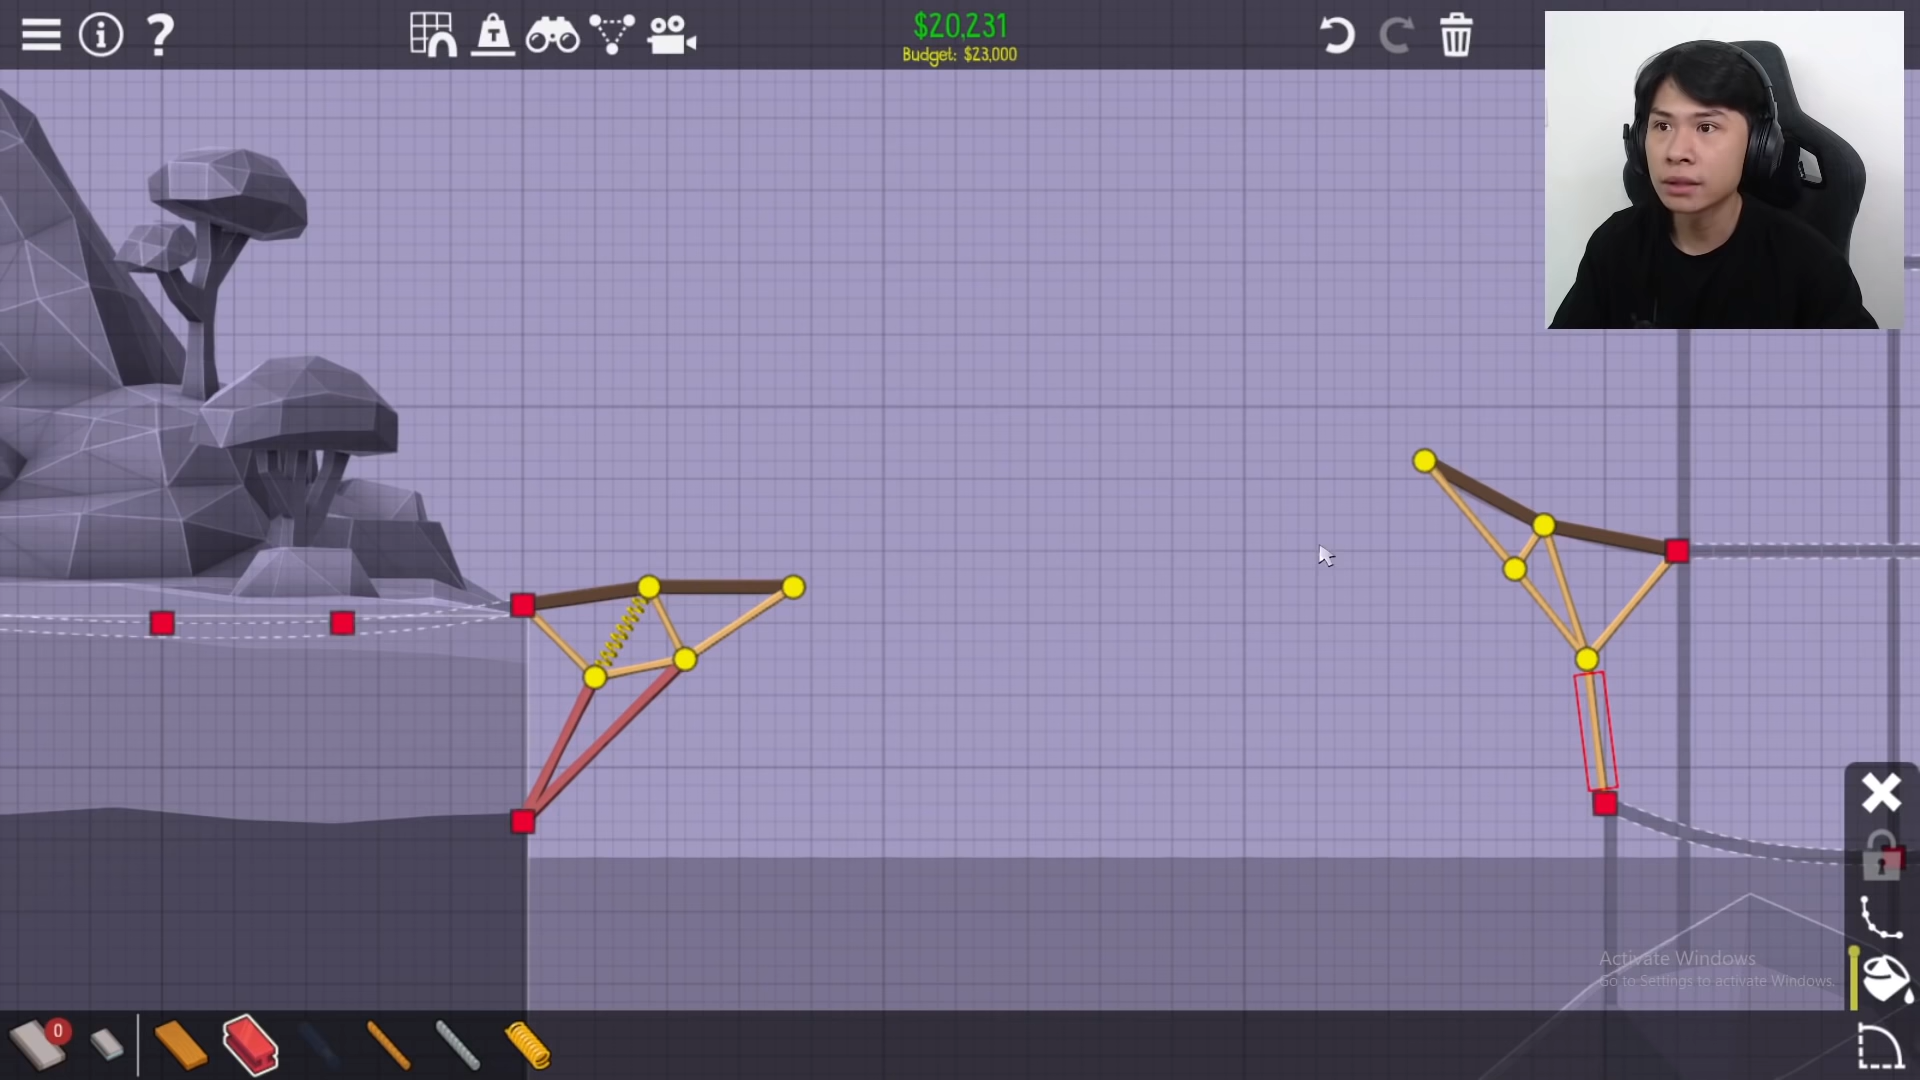 $20,231
Budget: $23,000
Activate Windows
Go to Settings to activate Windows.
0